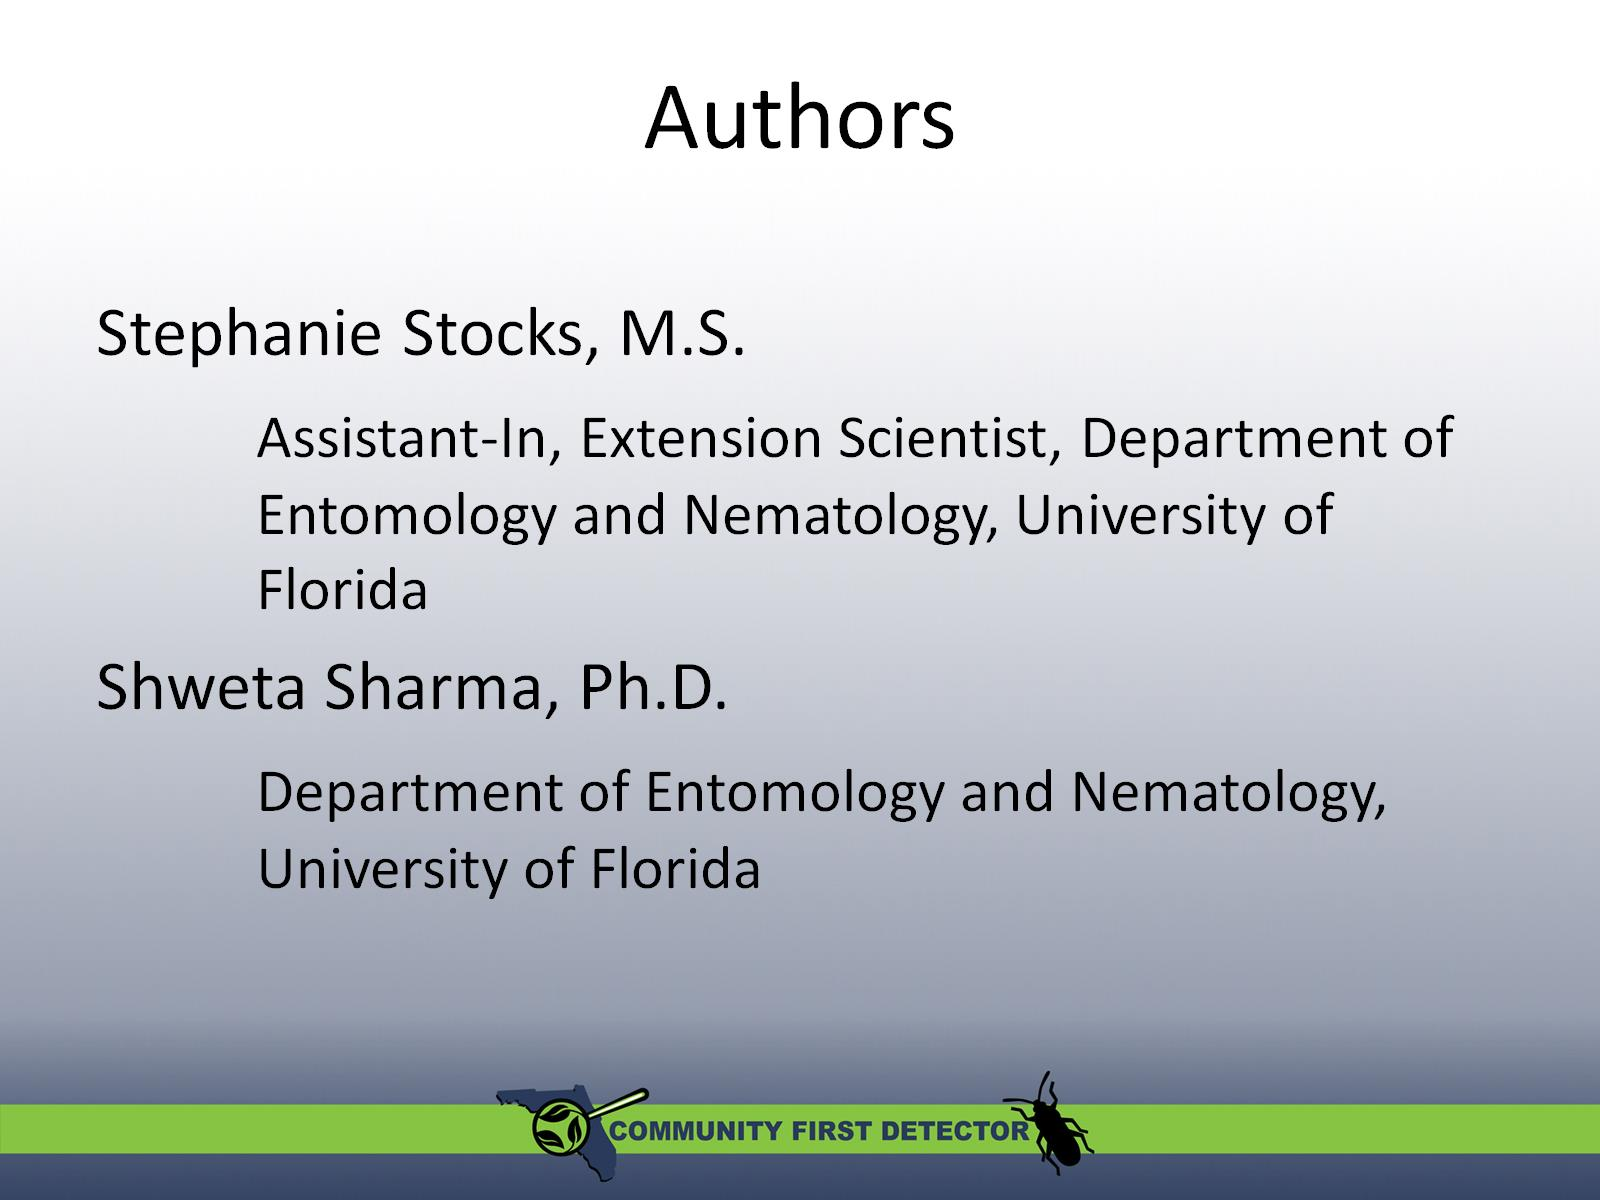 Authors
Stephanie Stocks, M.S.
Assistant-In, Extension Scientist, Department of
Entomology and Nematology, University of
Florida
Shweta Sharma, Ph.D.
Department of Entomology and Nematology,
University of Florida
COMMUNITY FIRST DETECTOR